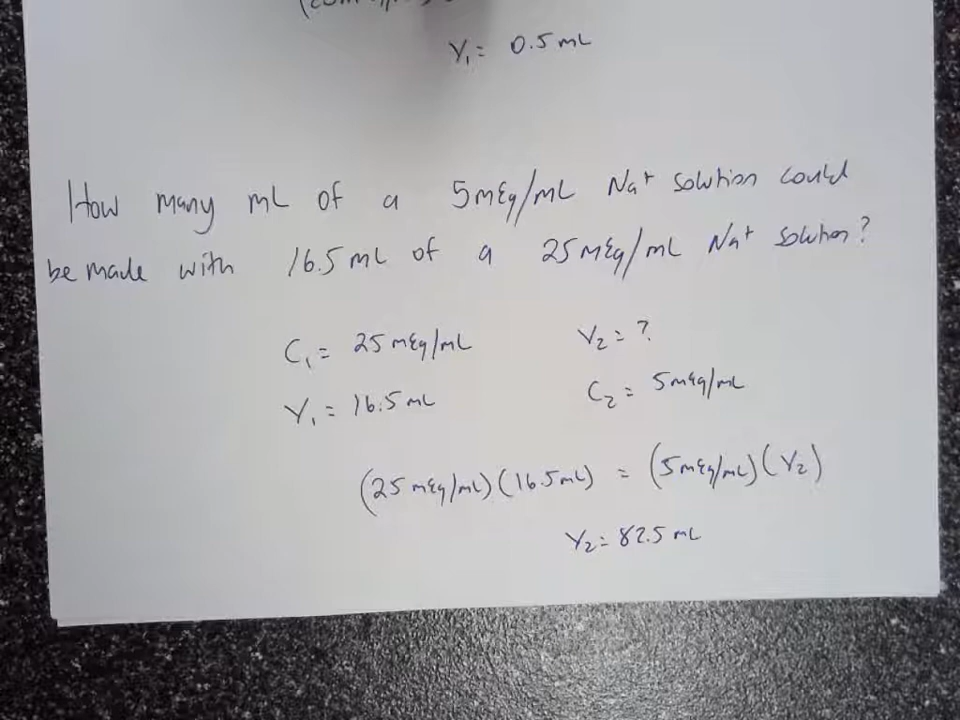 V₁ = 0.5 mL
How many mL of a 5mEq/mL Na⁺ solution could
be made with 16.5 mL of a 25 mEq/mL Na⁺ solution?
C₁ = 25 mEq/mL V₂ = ?
V₁ = 16.5 mL C₂ = 5mEq/mL
(25 mEq/mL)(16.5mL) = (5mEq/mL)(V₂)
V₂ = 82.5 mL